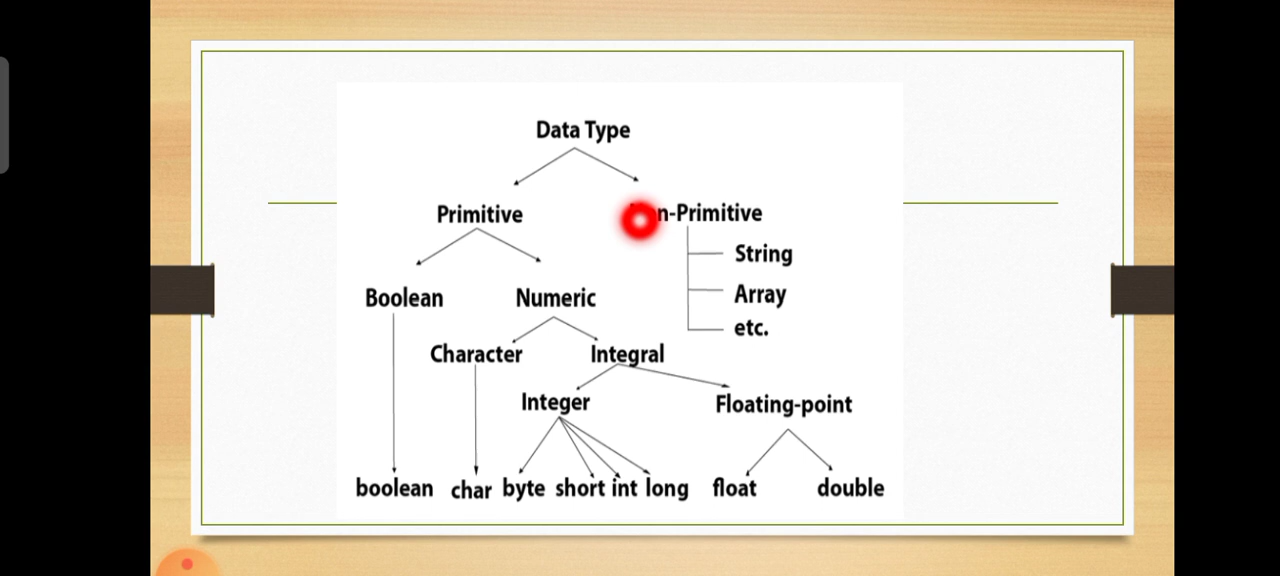 Data Type
Primitive
n-Primitive
String
Boolean
Numeric
Array
etc.
Character
Integral
Integer
Floating-point
boolean char byte short int long float double